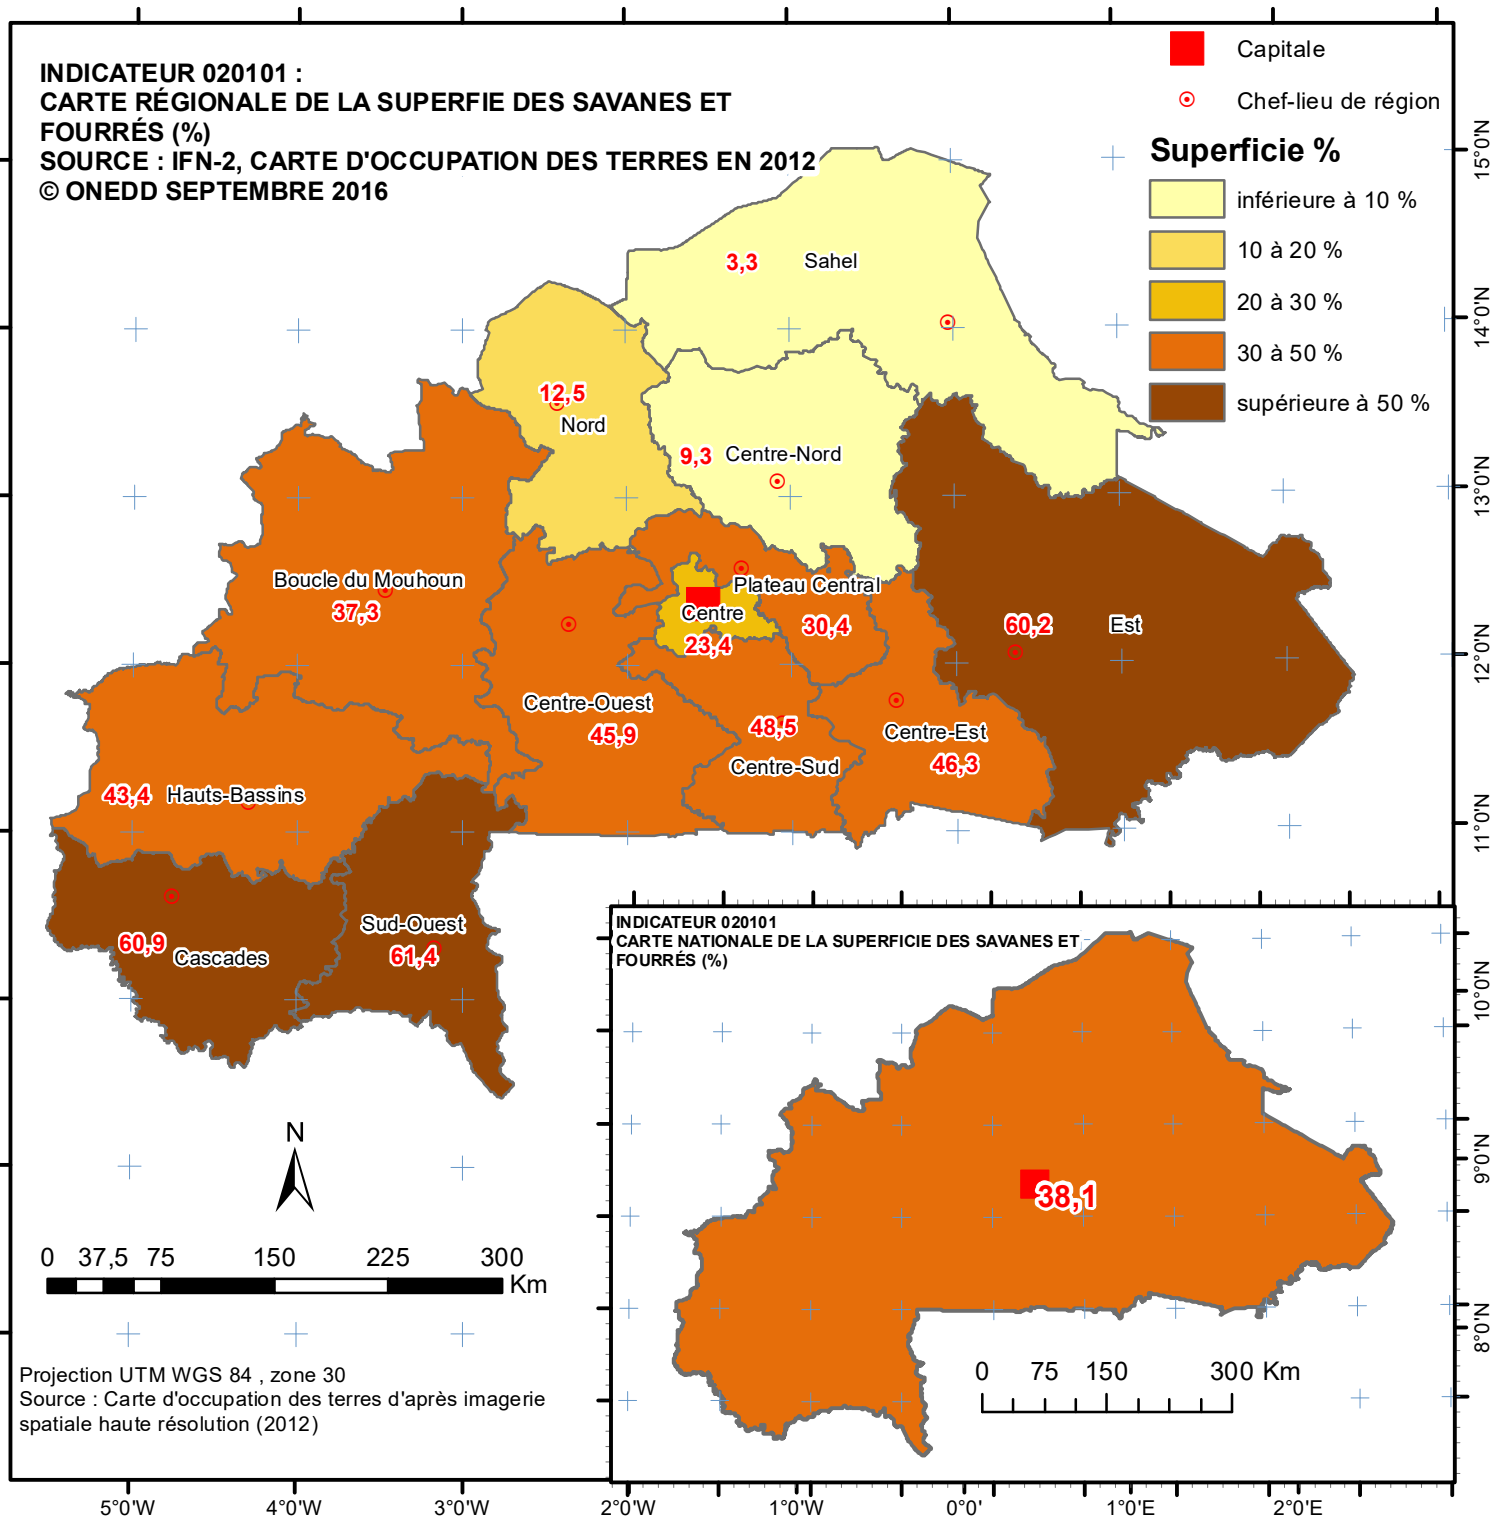 INDICATEUR 020101 :
CARTE RÉGIONALE DE LA SUPERFIE DES SAVANES ET
FOURRÉS (%)
SOURCE : IFN-2, CARTE D'OCCUPATION DES TERRES EN 2012
© ONEDD SEPTEMBRE 2016
Capitale
Chef-lieu de région
Superficie %
inférieure à 10 %
10 à 20 %
20 à 30 %
30 à 50 %
supérieure à 50 %
3,3 Sahel
12,5
Nord
9,3 Centre-Nord
Boucle du Mouhoun
37,3
Plateau Central
30,4
Centre
23,4
60,2 Est
Centre-Ouest
45,9
48,5
Centre-Sud
Centre-Est
46,3
43,4 Hauts-Bassins
Sud-Ouest
61,4
60,9
Cascades
15°0'N
14°0'N
13°0'N
12°0'N
11°0'N
10°0'N
9°0'N
8°0'N
INDICATEUR 020101
CARTE NATIONALE DE LA SUPERFICIE DES SAVANES ET
FOURRÉS (%)
38,1
0 75 150 300 Km
N
0 37,5 75 150 225 300
Km
Projection UTM WGS 84 , zone 30
Source : Carte d'occupation des terres d'après imagerie
spatiale haute résolution (2012)
5°0'W 4°0'W 3°0'W 2°0'W 1°0'W 0°0' 1°0'E 2°0'E